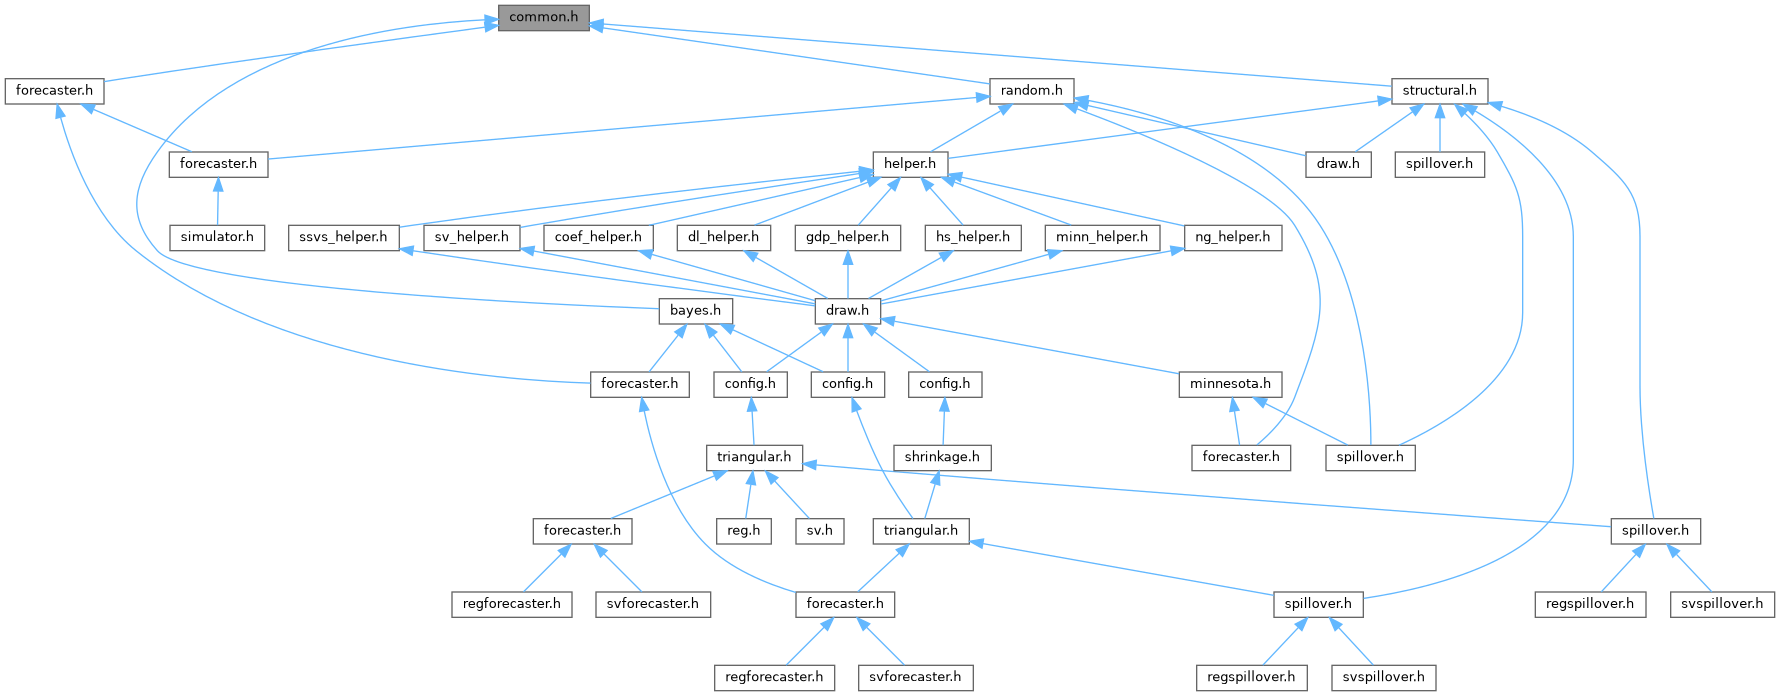 common.h
forecaster.h
random.h
structural.h
forecaster.h
helper.h
draw.h
spillover.h
simulator.h
ssvs_helper.h
sv_helper.h
coef_helper.h
dl_helper.h
gdp_helper.h
hs_helper.h
minn_helper.h
ng_helper.h
bayes.h
draw.h
forecaster.h
config.h
config.h
config.h
minnesota.h
triangular.h
shrinkage.h
forecaster.h
spillover.h
forecaster.h
reg.h
sv.h
triangular.h
spillover.h
regforecaster.h
svforecaster.h
forecaster.h
spillover.h
regspillover.h
svspillover.h
regforecaster.h
svforecaster.h
regspillover.h
svspillover.h